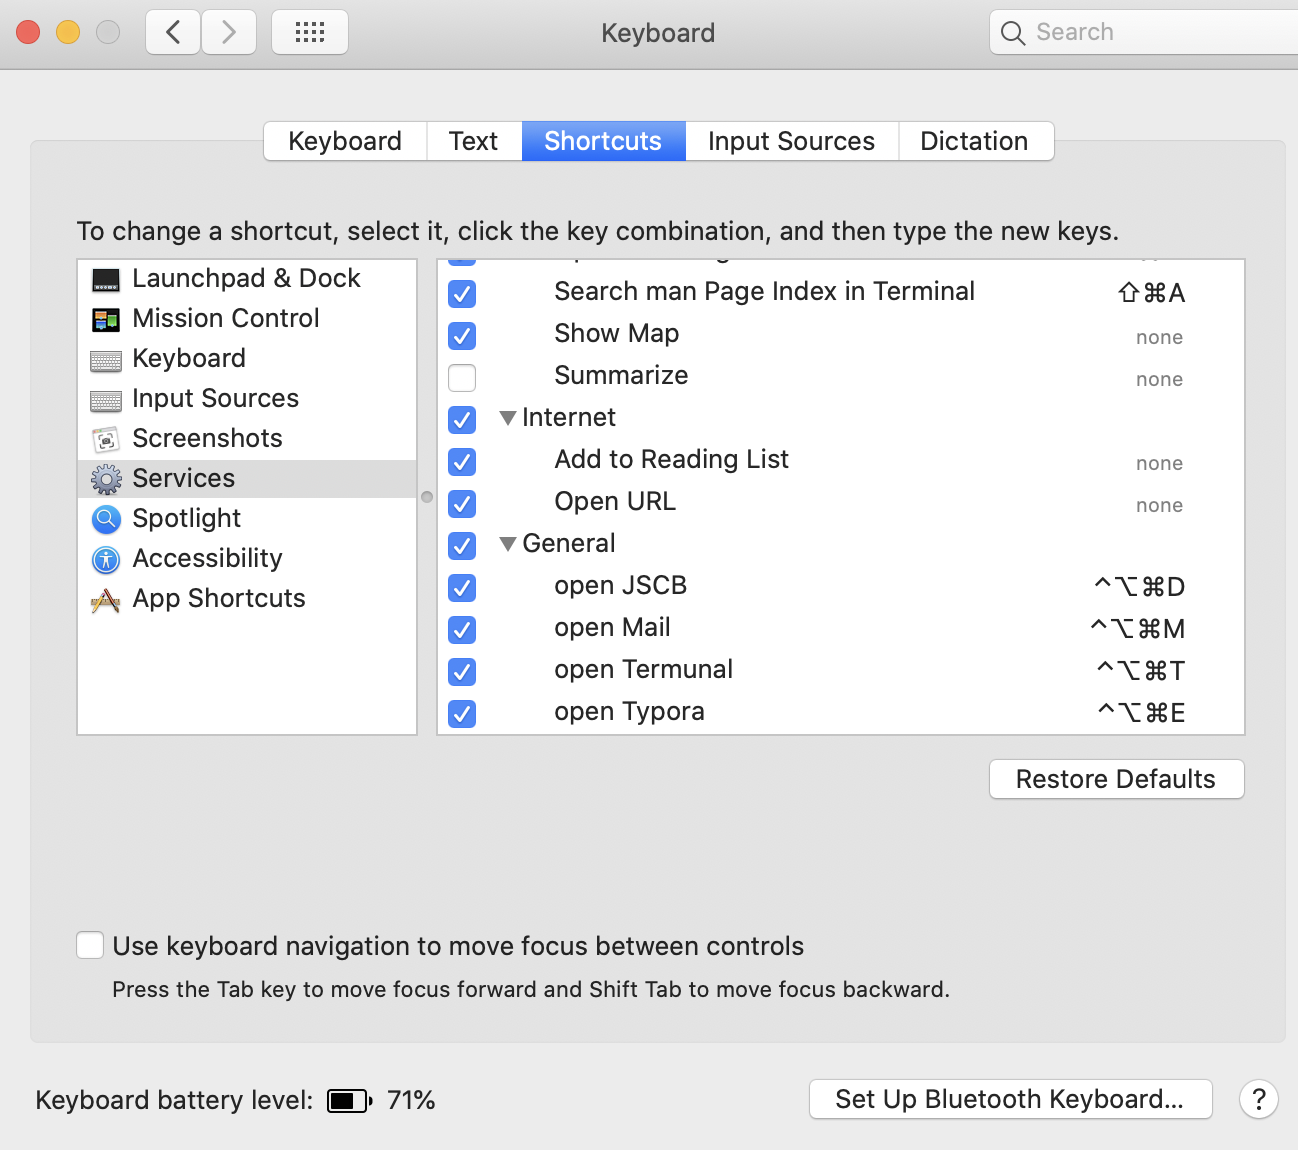 Keyboard
Search
Keyboard Text Shortcuts Input Sources Dictation
To change a shortcut, select it, click the key combination, and then type the new keys.
Launchpad & Dock
Mission Control
Keyboard
Input Sources
Screenshots
Services
Spotlight
Accessibility
App Shortcuts
Search man Page Index in Terminal ⇧⌘A
Show Map none
Summarize none
Internet
Add to Reading List none
Open URL none
General
open JSCB ^⌥⌘D
open Mail ^⌥⌘M
open Termunal ^⌥⌘T
open Typora ^⌥⌘E
Restore Defaults
Use keyboard navigation to move focus between controls
Press the Tab key to move focus forward and Shift Tab to move focus backward.
Keyboard battery level: 71%
Set Up Bluetooth Keyboard... ?